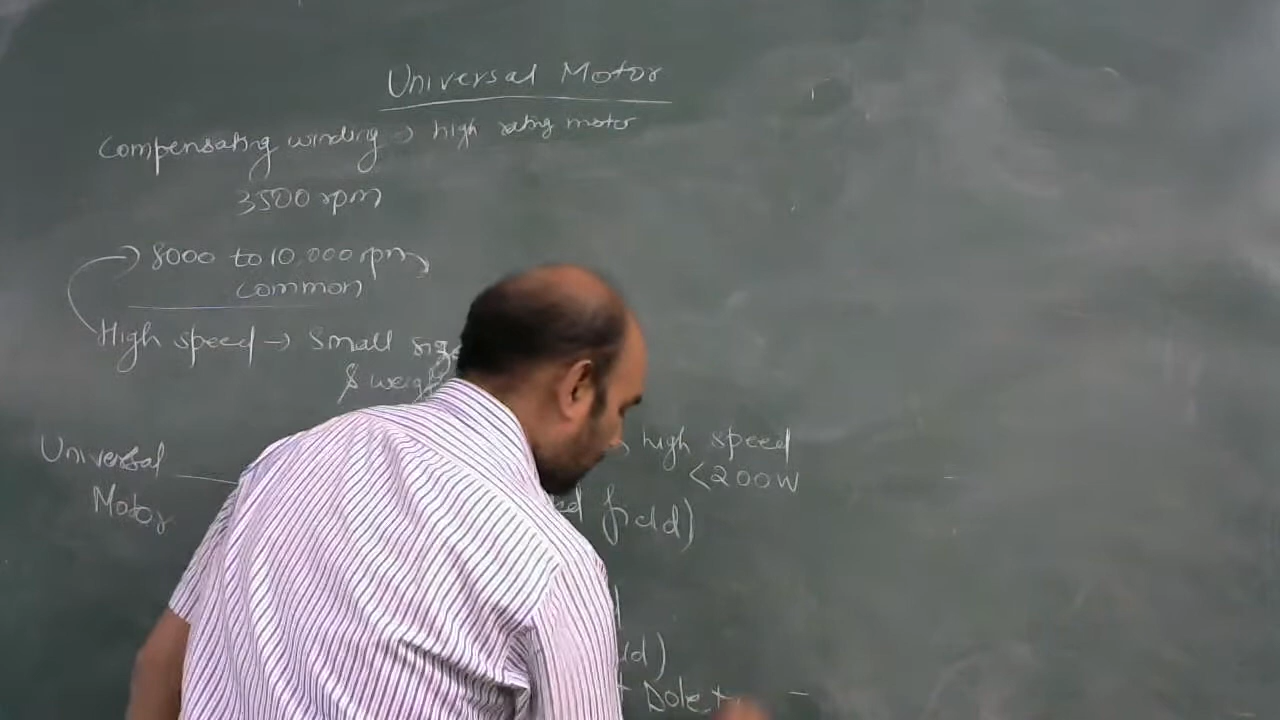 Universal Motor
Compensating winding → high rating motor
3500 rpm
→ 8000 to 10,000 rpm
common
High speed → Small size
& weight
Universal
Motor
high speed
<200W
field)